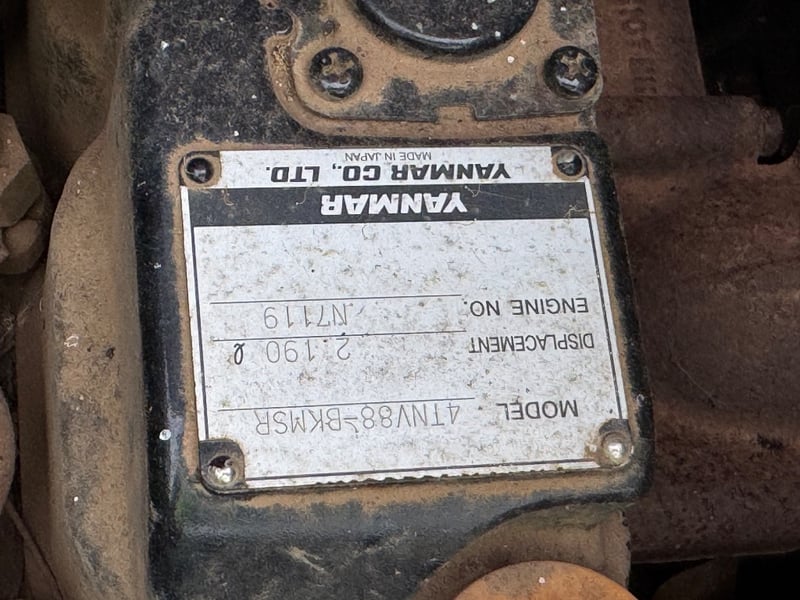 MODEL 4TNV88-BKMSR
DISPLACEMENT 2.190 ℓ
ENGINE NO. N7119
YANMAR
YANMAR CO., LTD.
MADE IN JAPAN